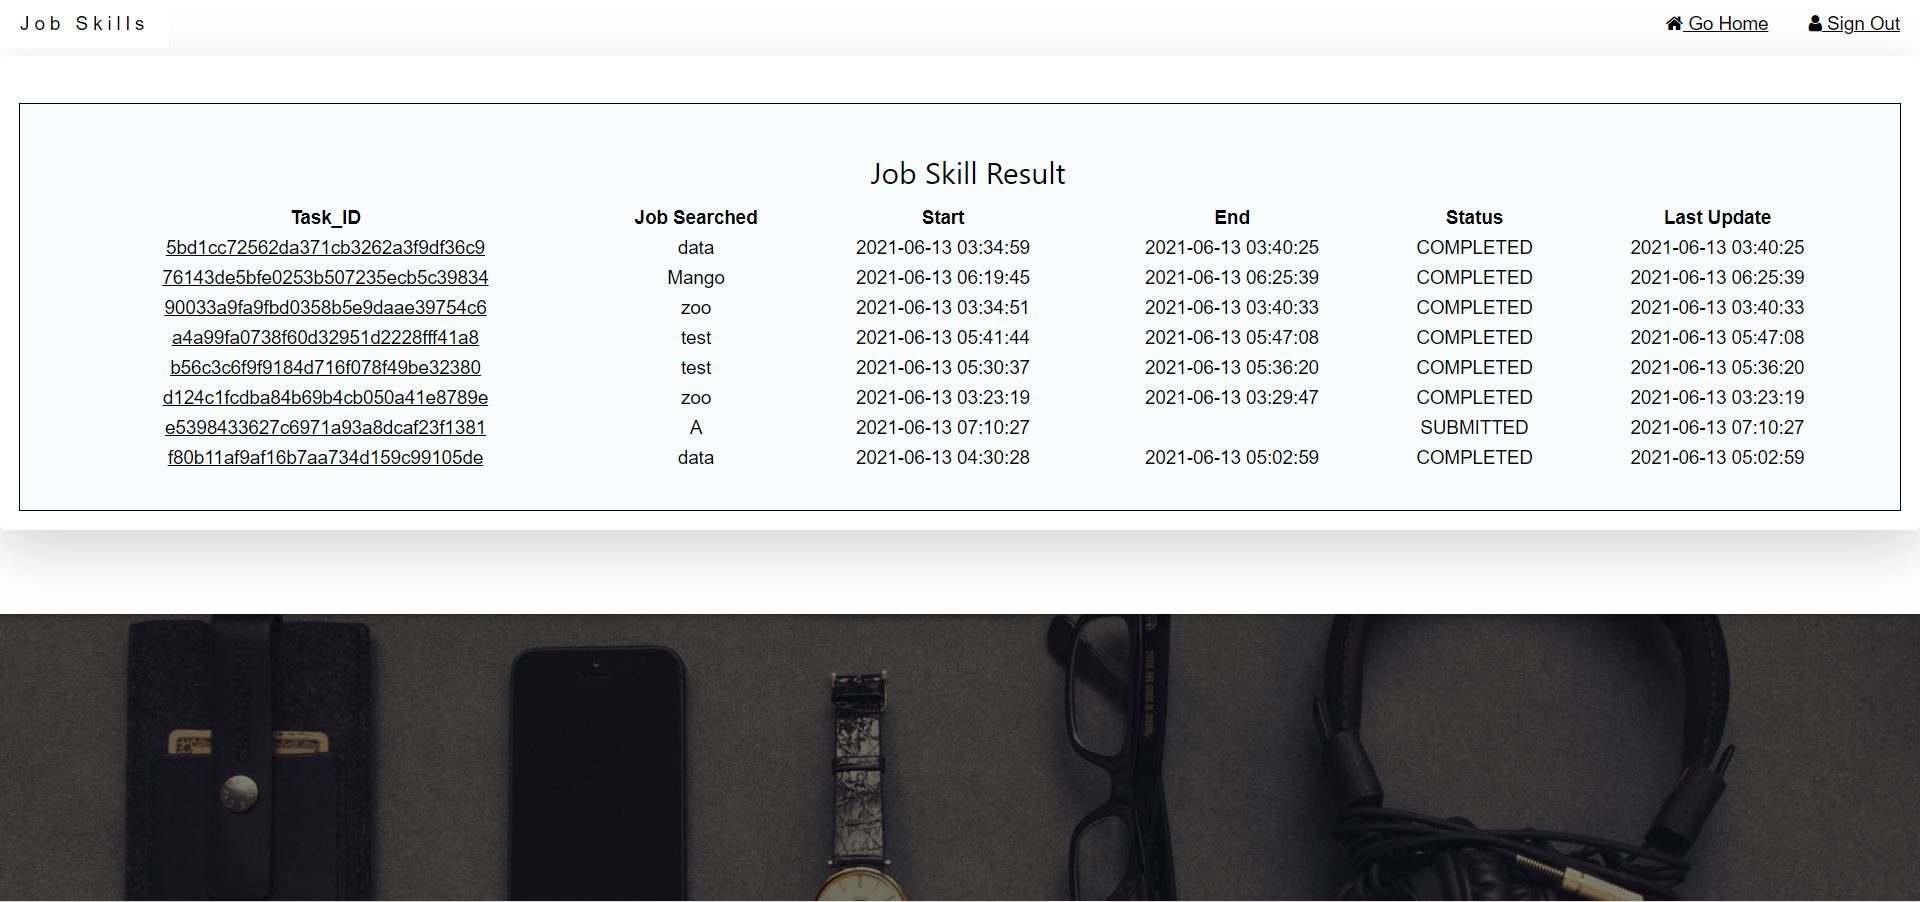 Job Skills Go Home Sign Out
Job Skill Result
Task_ID Job Searched Start End Status Last Update
5bd1cc72562da371cb3262a3f9df36c9 data 2021-06-13 03:34:59 2021-06-13 03:40:25 COMPLETED 2021-06-13 03:40:25
76143de5bfe0253b507235ecb5c39834 Mango 2021-06-13 06:19:45 2021-06-13 06:25:39 COMPLETED 2021-06-13 06:25:39
90033a9fa9fbd0358b5e9daae39754c6 zoo 2021-06-13 03:34:51 2021-06-13 03:40:33 COMPLETED 2021-06-13 03:40:33
a4a99fa0738f60d32951d2228fff41a8 test 2021-06-13 05:41:44 2021-06-13 05:47:08 COMPLETED 2021-06-13 05:47:08
b56c3c6f9f9184d716f078f49be32380 test 2021-06-13 05:30:37 2021-06-13 05:36:20 COMPLETED 2021-06-13 05:36:20
d124c1fcdba84b69b4cb050a41e8789e zoo 2021-06-13 03:23:19 2021-06-13 03:29:47 COMPLETED 2021-06-13 03:23:19
e5398433627c6971a93a8dcaf23f1381 A 2021-06-13 07:10:27 SUBMITTED 2021-06-13 07:10:27
f80b11af9af16b7aa734d159c99105de data 2021-06-13 04:30:28 2021-06-13 05:02:59 COMPLETED 2021-06-13 05:02:59